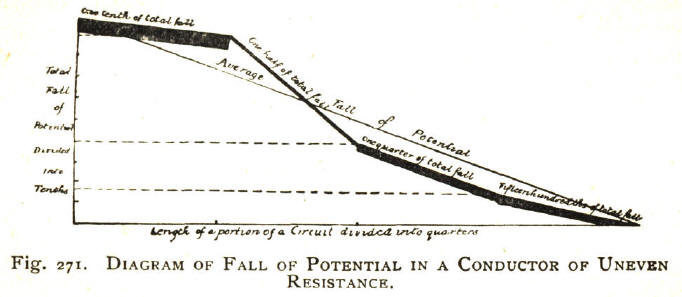 One tenth of total fall
One half of total fall
Average Fall of Potential
Total
Fall
of
Potential
Divided
into
Tenths
One quarter of total fall
Fifteen hundredths of total fall
Length of a portion of a Circuit divided into quarters
Fig. 271. DIAGRAM OF FALL OF POTENTIAL IN A CONDUCTOR OF UNEVEN
RESISTANCE.